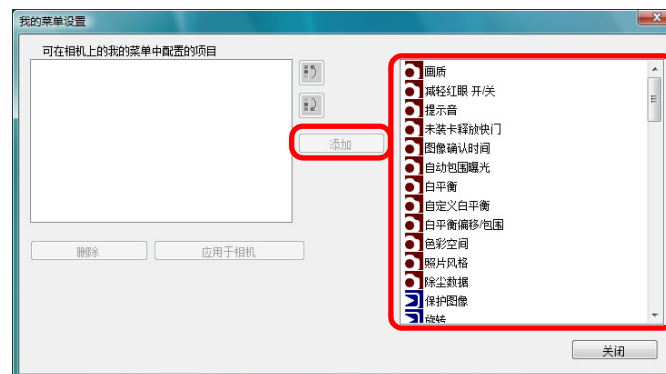 我的菜单设置
可在相机上的我的菜单中配置的项目
添加
删除
应用于相机
画质
减轻红眼 开/关
提示音
未装卡释放快门
图像确认时间
自动包围曝光
白平衡
自定义白平衡
白平衡偏移/包围
色彩空间
照片风格
除尘数据
保护图像
旋转
关闭